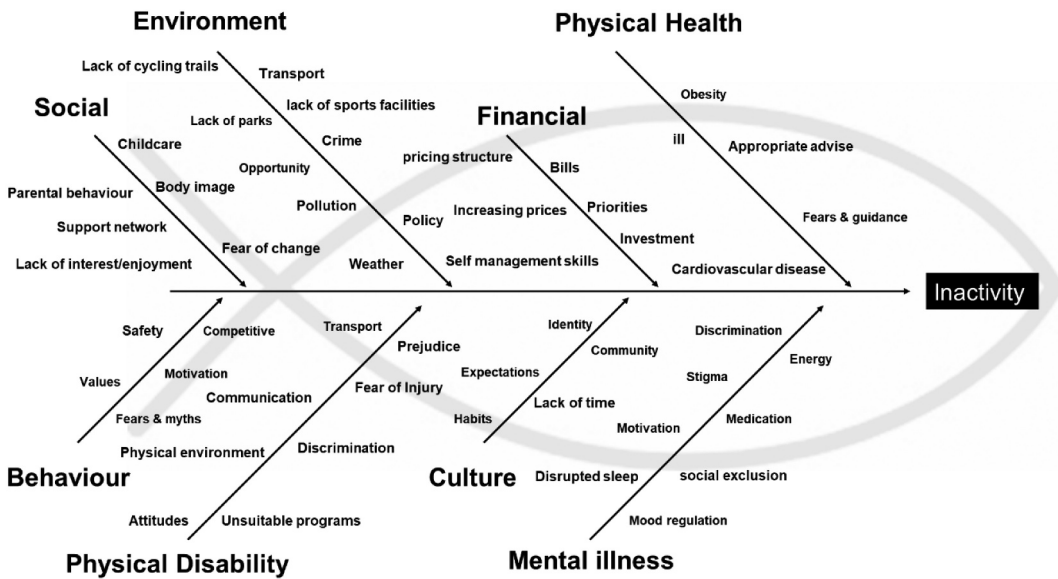 Environment
Physical Health
Lack of cycling trails
Transport
Obesity
Social
lack of sports facilities
Lack of parks
Financial
Childcare
Crime
ill
Appropriate advise
pricing structure
Bills
Opportunity
Parental behaviour
Body image
Pollution
Increasing prices
Priorities
Support network
Policy
Fears & guidance
Fear of change
Investment
Lack of interest/enjoyment
Weather
Self management skills
Cardiovascular disease
Inactivity
Safety
Competitive
Transport
Identity
Discrimination
Prejudice
Community
Energy
Values
Motivation
Expectations
Stigma
Communication
Fear of Injury
Fears & myths
Habits
Lack of time
Motivation
Medication
Physical environment
Discrimination
Behaviour
Culture
Disrupted sleep
social exclusion
Attitudes
Unsuitable programs
Mood regulation
Physical Disability
Mental illness